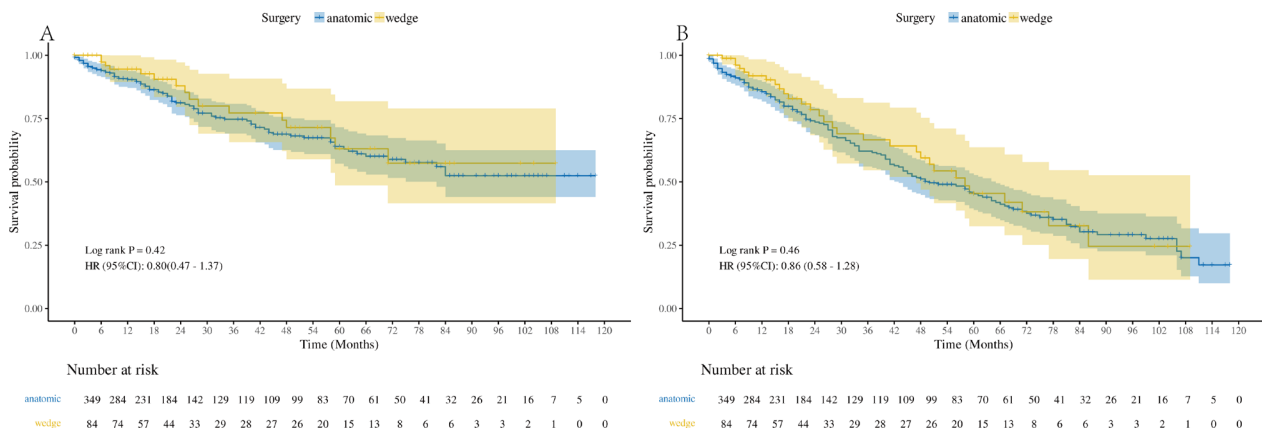 A
Surgery anatomic wedge
1.00
0.75
0.50
0.25
0.00
Survival probability
Log rank P = 0.42
HR (95%CI): 0.80(0.47 - 1.37)
0 6 12 18 24 30 36 42 48 54 60 66 72 78 84 90 96 102 108 114 120
Time (Months)
Number at risk
anatomic 349 284 231 184 142 129 119 109 99 83 70 61 50 41 32 26 21 16 7 5 0
wedge 84 74 57 44 33 29 28 27 26 20 15 13 8 6 6 3 3 2 1 0 0
B
Surgery anatomic wedge
1.00
0.75
0.50
0.25
0.00
Survival probability
Log rank P = 0.46
HR (95%CI): 0.86 (0.58 - 1.28)
0 6 12 18 24 30 36 42 48 54 60 66 72 78 84 90 96 102 108 114 120
Time (Months)
Number at risk
anatomic 349 284 231 184 142 129 119 109 99 83 70 61 50 41 32 26 21 16 7 5 0
wedge 84 74 57 44 33 29 28 27 26 20 15 13 8 6 6 3 3 2 1 0 0